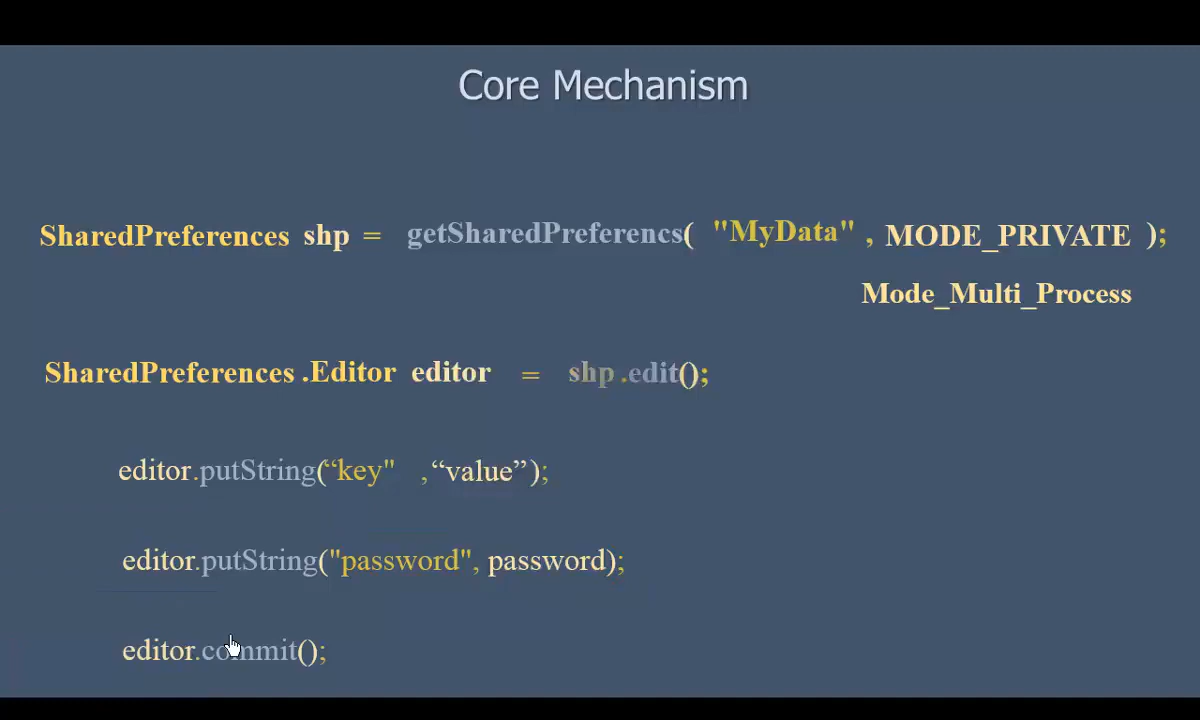 Core Mechanism
SharedPreferences shp = getSharedPreferencs( "MyData" , MODE_PRIVATE );
Mode_Multi_Process
SharedPreferences .Editor editor = shp .edit();
editor.putString(“key" ,“value”);
editor.putString("password", password);
editor.commit();